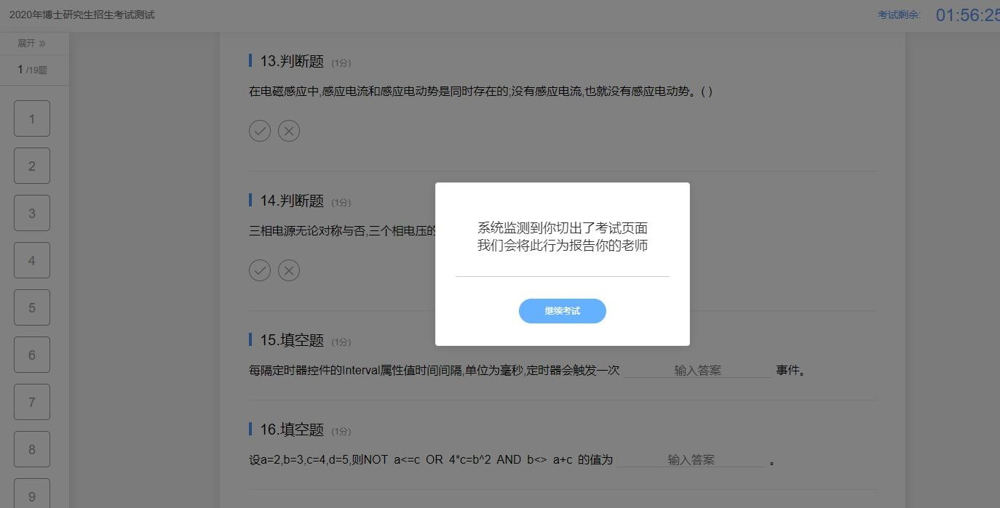 2020年博士研究生招生考试测试
考试剩余: 01:56:25
展开 »
1 /19题
1
2
3
4
5
6
7
8
9
13.判断题 (1分)
在电磁感应中,感应电流和感应电动势是同时存在的;没有感应电流,也就没有感应电动势。( )
14.判断题 (1分)
三相电源无论对称与否,三个相电压的
系统监测到你切出了考试页面
我们会将此行为报告你的老师
继续考试
15.填空题 (1分)
每隔定时器控件的Interval属性值时间间隔,单位为毫秒,定时器会触发一次 输入答案 事件。
16.填空题 (1分)
设a=2,b=3,c=4,d=5,则NOT a<=c OR 4*c=b^2 AND b<> a+c 的值为 输入答案 。